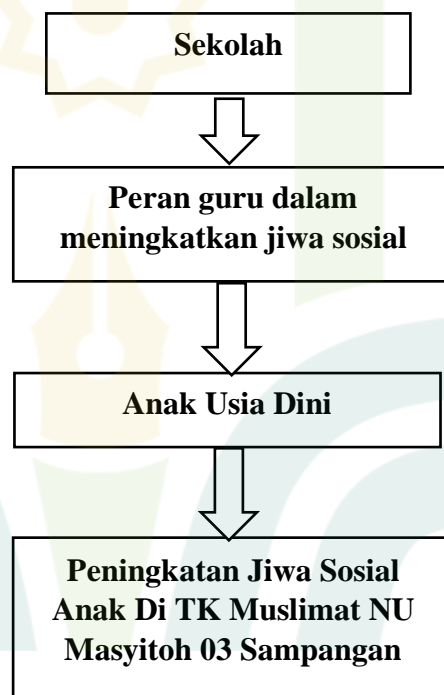 Sekolah
Peran guru dalam
meningkatkan jiwa sosial
Anak Usia Dini
Peningkatan Jiwa Sosial
Anak Di TK Muslimat NU
Masyitoh 03 Sampangan